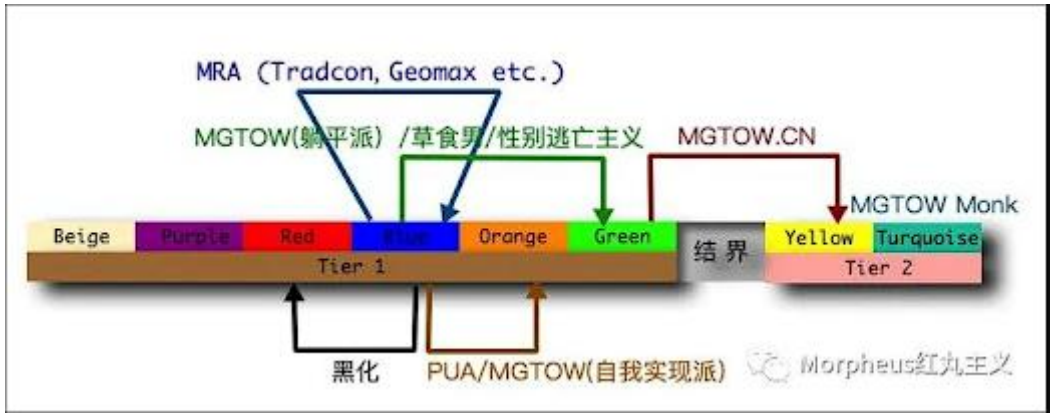 MRA (Tradcon, Geomax etc.)
MGTOW(躺平派) /草食男/性别逃亡主义
MGTOW.CN
MGTOW Monk
Beige Purple Red Blue Orange Green 结界 Yellow Turquoise
Tier 1 Tier 2
黑化
PUA/MGTOW(自我实现派)
Morpheus红丸主义